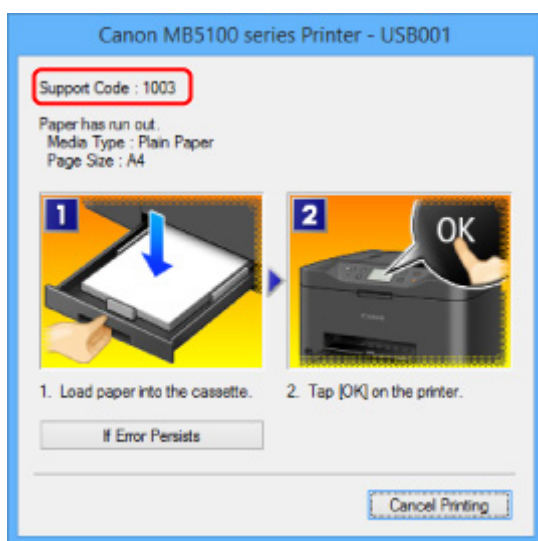 Canon MB5100 series Printer - USB001
Support Code : 1003
Paper has run out.
Media Type : Plain Paper
Page Size : A4
1
2
OK
Canon
1. Load paper into the cassette.
2. Tap [OK] on the printer.
If Error Persists
Cancel Printing